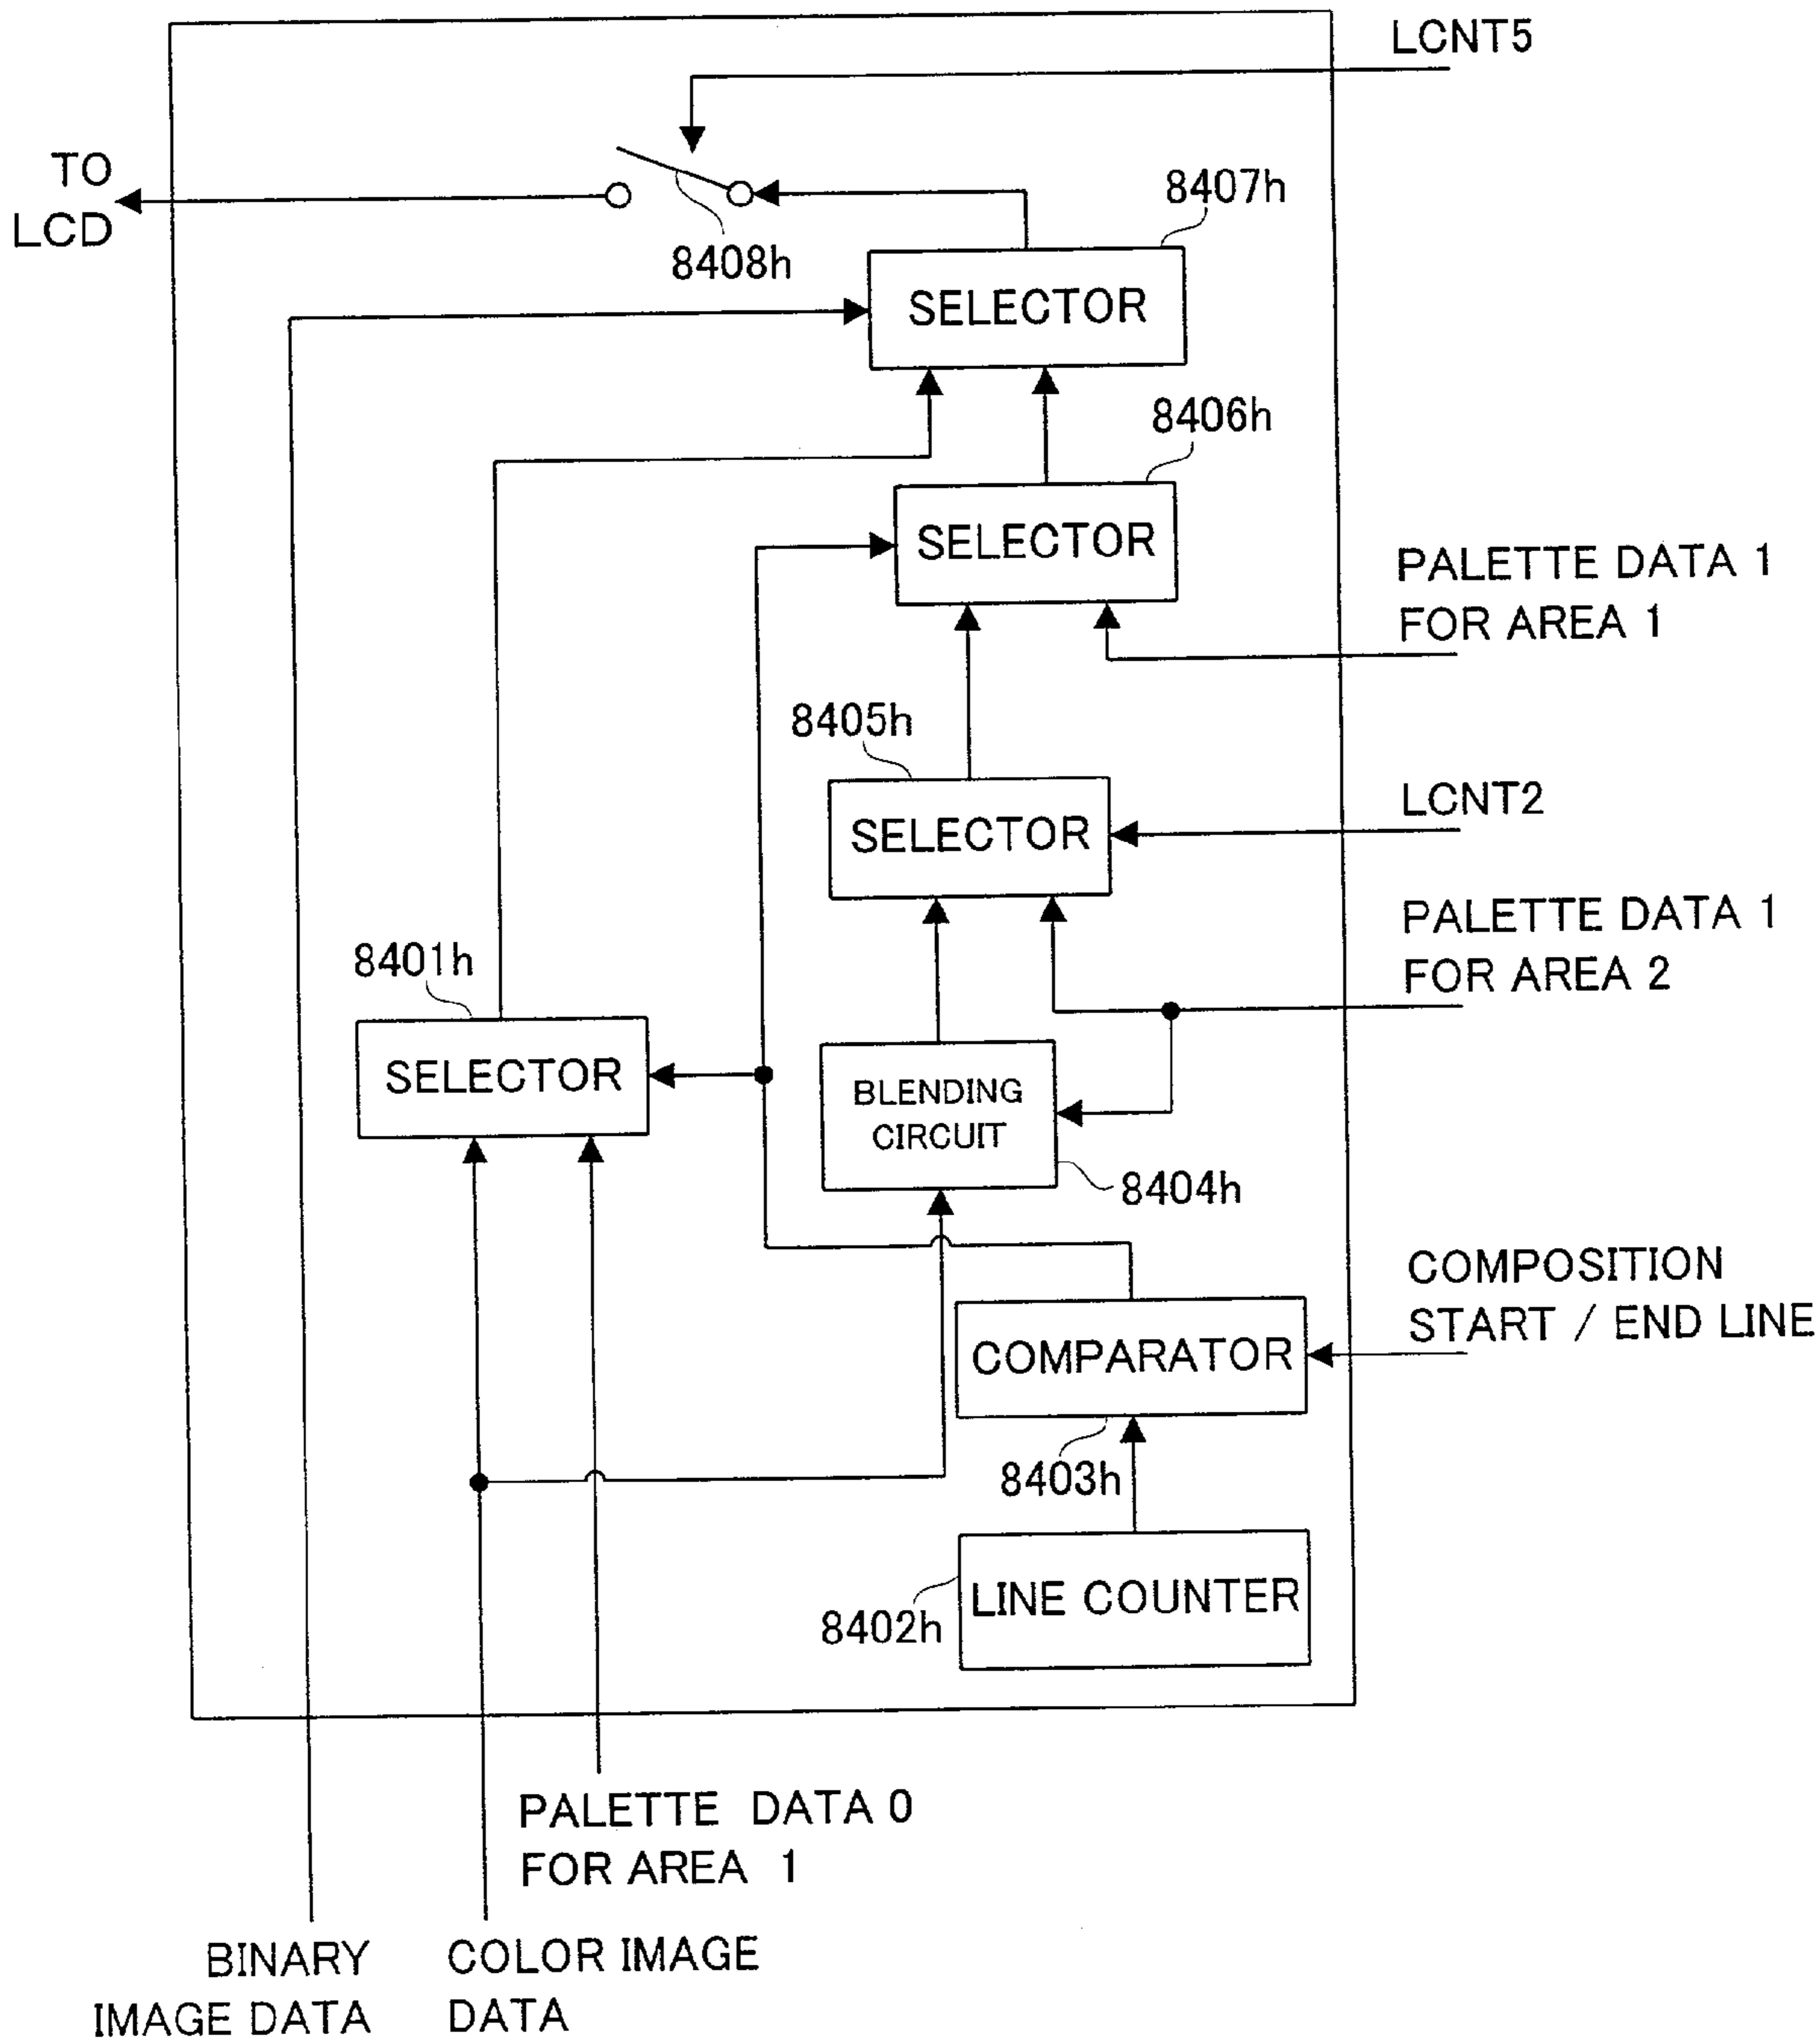 LCNT5
TO
LCD
8407h
8408h
SELECTOR
8406h
SELECTOR
PALETTE DATA 1
FOR AREA 1
8405h
LCNT2
SELECTOR
PALETTE DATA 1
FOR AREA 2
8401h
SELECTOR
BLENDING
CIRCUIT
8404h
COMPOSITION
START / END LINE
COMPARATOR
8403h
LINE COUNTER
8402h
PALETTE DATA 0
FOR AREA 1
BINARY
IMAGE DATA
COLOR IMAGE
DATA